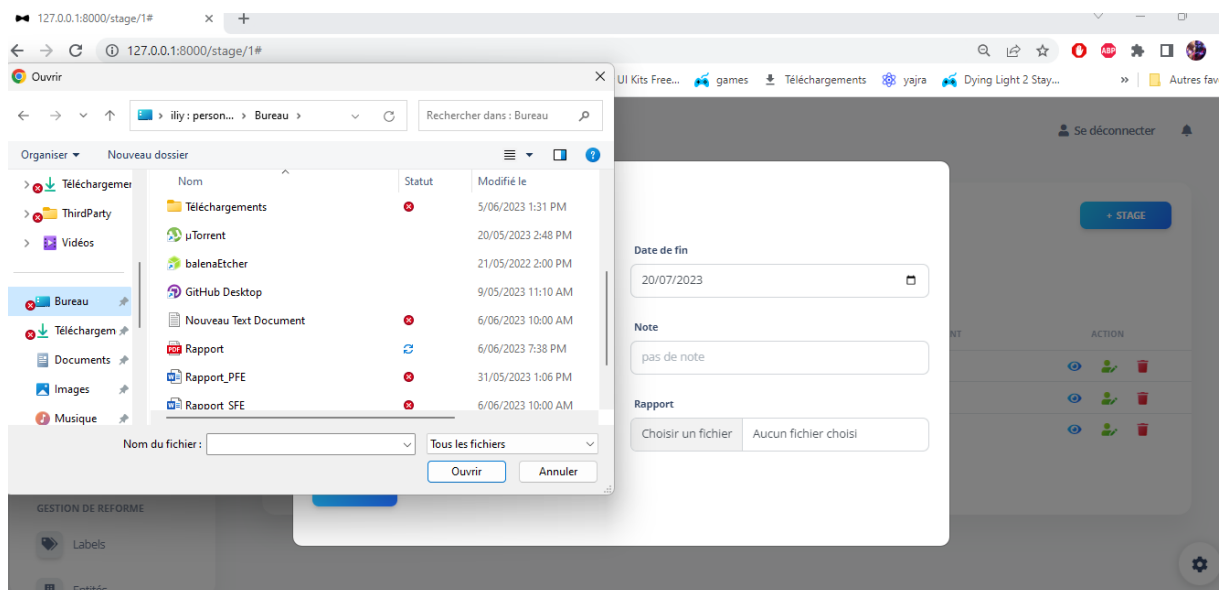 127.0.0.1:8000/stage/1#
127.0.0.1:8000/stage/1#
ABP
UI Kits Free... games Téléchargements yajra Dying Light 2 Stay... » Autres fav
Ouvrir
iliy : person... › Bureau ›
Rechercher dans : Bureau
Organiser Nouveau dossier
Nom Statut Modifié le
Téléchargemer
ThirdParty
Vidéos
Bureau
Téléchargem
Documents
Images
Musique
Téléchargements 5/06/2023 1:31 PM
µTorrent 20/05/2023 2:48 PM
balenaEtcher 21/05/2022 2:00 PM
GitHub Desktop 9/05/2023 11:10 AM
Nouveau Text Document 6/06/2023 10:00 AM
PDF Rapport 6/06/2023 7:38 PM
Rapport_PFE 31/05/2023 1:06 PM
Rapport_SFE 6/06/2023 10:00 AM
Nom du fichier : Tous les fichiers
Ouvrir Annuler
Se déconnecter
+ STAGE
Date de fin
20/07/2023
Note
pas de note
Rapport
Choisir un fichier Aucun fichier choisi
NT ACTION
GESTION DE REFORME
Labels
Entités